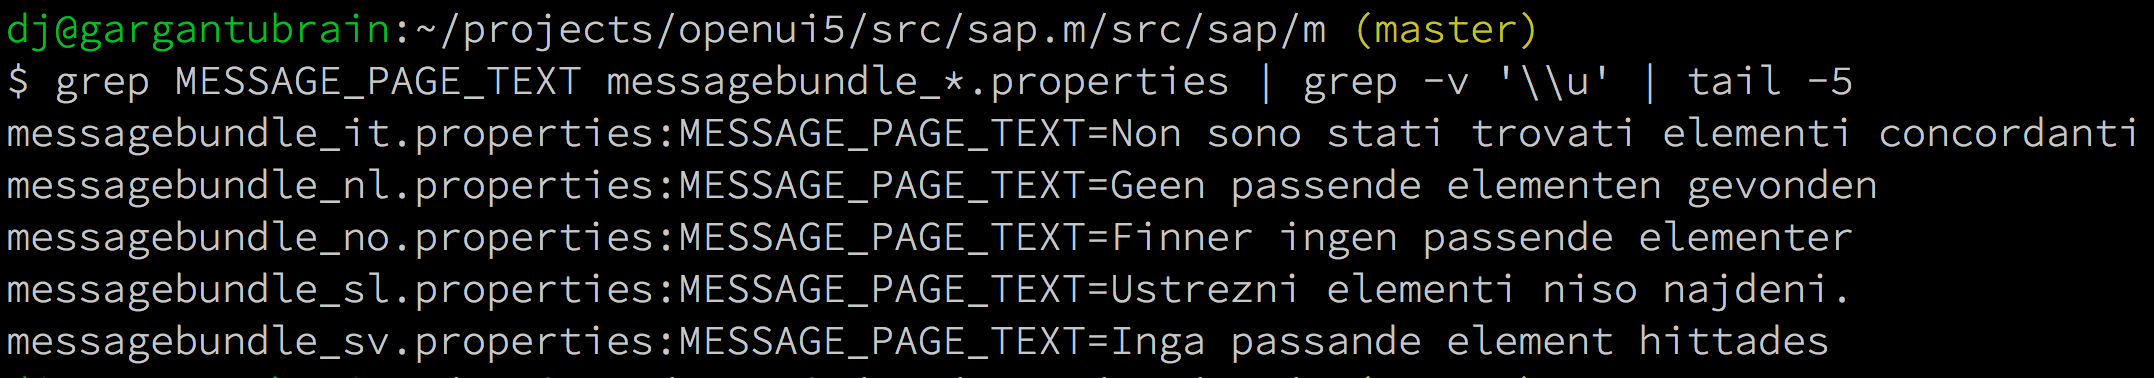 dj@gargantubrain:~/projects/openui5/src/sap.m/src/sap/m (master)
$ grep MESSAGE_PAGE_TEXT messagebundle_*.properties | grep -v '\\u' | tail -5
messagebundle_it.properties:MESSAGE_PAGE_TEXT=Non sono stati trovati elementi concordanti
messagebundle_nl.properties:MESSAGE_PAGE_TEXT=Geen passende elementen gevonden
messagebundle_no.properties:MESSAGE_PAGE_TEXT=Finner ingen passende elementer
messagebundle_sl.properties:MESSAGE_PAGE_TEXT=Ustrezni elementi niso najdeni.
messagebundle_sv.properties:MESSAGE_PAGE_TEXT=Inga passande element hittades